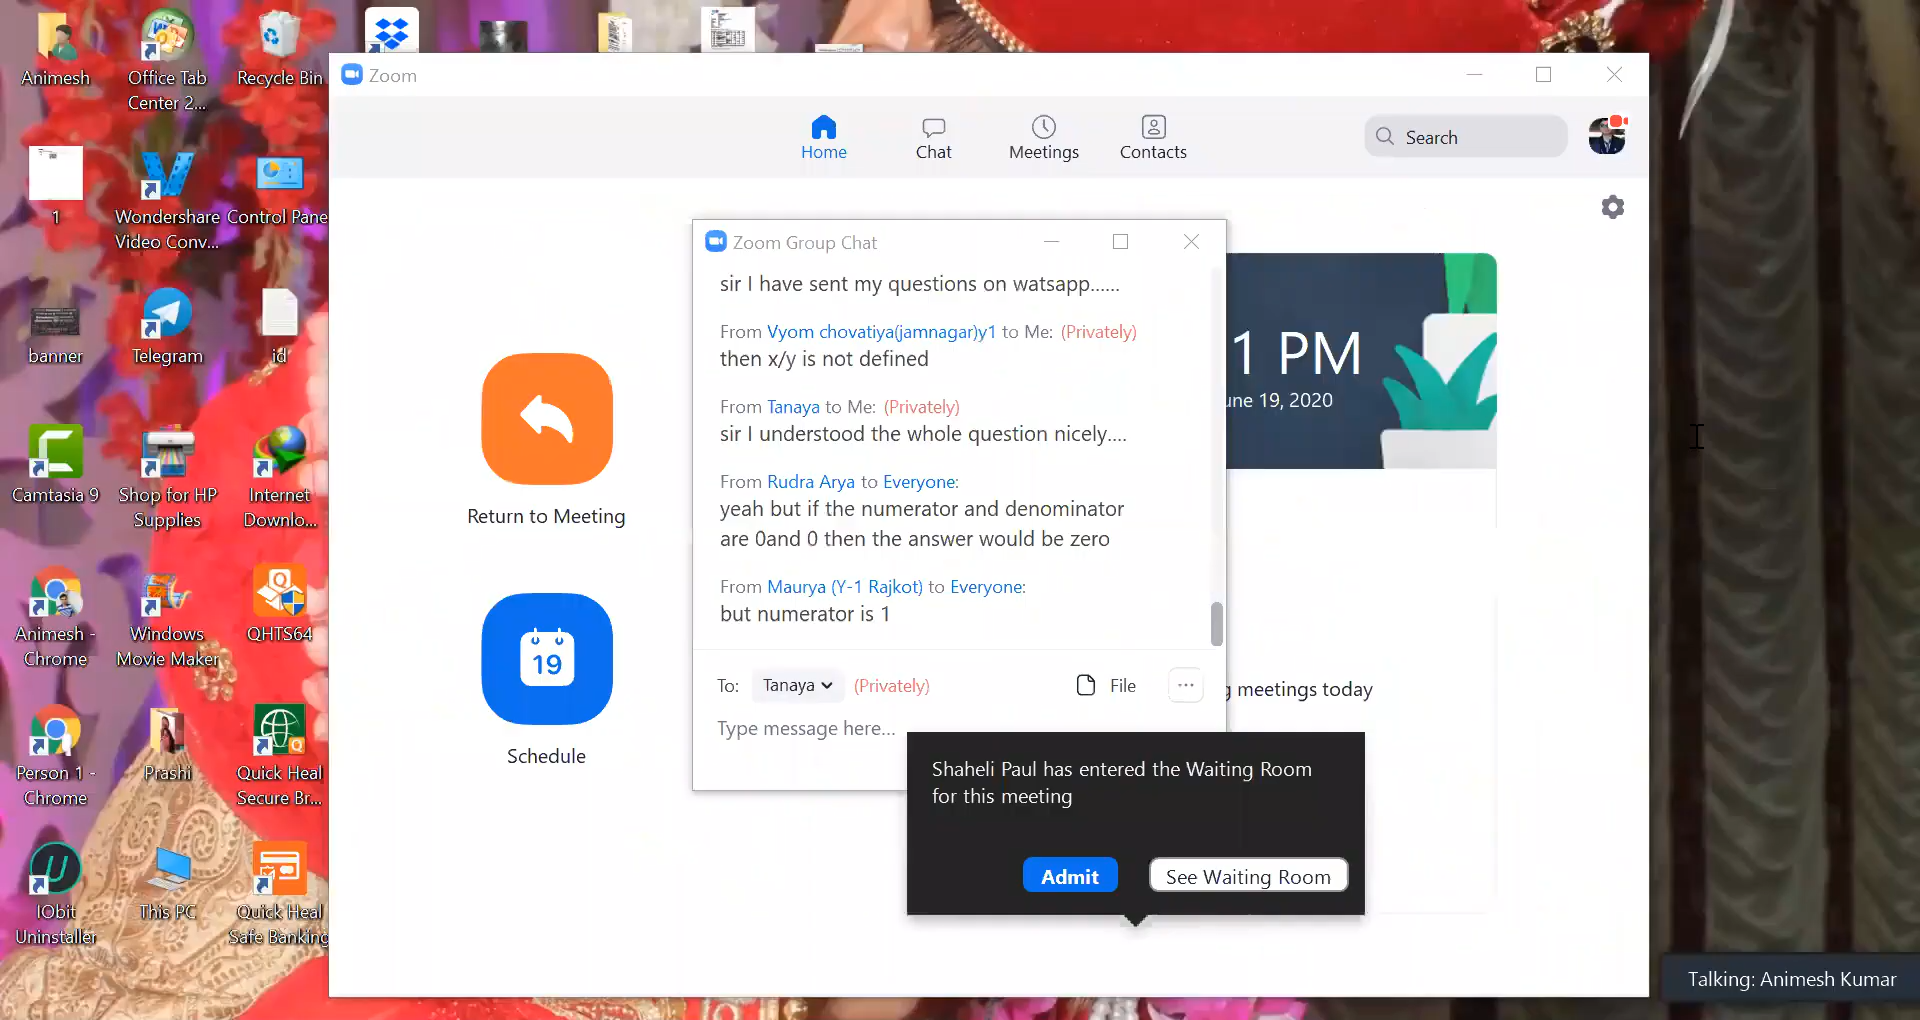 Animesh
Office Tab
Center 2...
Recycle Bin
Zoom
Home
Chat
Meetings
Contacts
Search
1
Wondershare
Video Conv...
Control Pane
banner
Telegram
id
Camtasia 9
Shop for HP
Supplies
Internet
Downlo...
Animesh -
Chrome
Windows
Movie Maker
QHTS64
Person 1 -
Chrome
Prashi
Quick Heal
Secure Br...
IObit
Uninstaller
This PC
Quick Heal
Safe Banking
Return to Meeting
19
Schedule
Zoom Group Chat
sir I have sent my questions on watsapp......
From Vyom chovatiya(jamnagar)y1 to Me: (Privately)
then x/y is not defined
From Tanaya to Me: (Privately)
sir I understood the whole question nicely....
From Rudra Arya to Everyone:
yeah but if the numerator and denominator
are 0and 0 then the answer would be zero
From Maurya (Y-1 Rajkot) to Everyone:
but numerator is 1
To: Tanaya (Privately)
File
Type message here...
1 PM
une 19, 2020
g meetings today
Shaheli Paul has entered the Waiting Room
for this meeting
Admit
See Waiting Room
Talking: Animesh Kumar